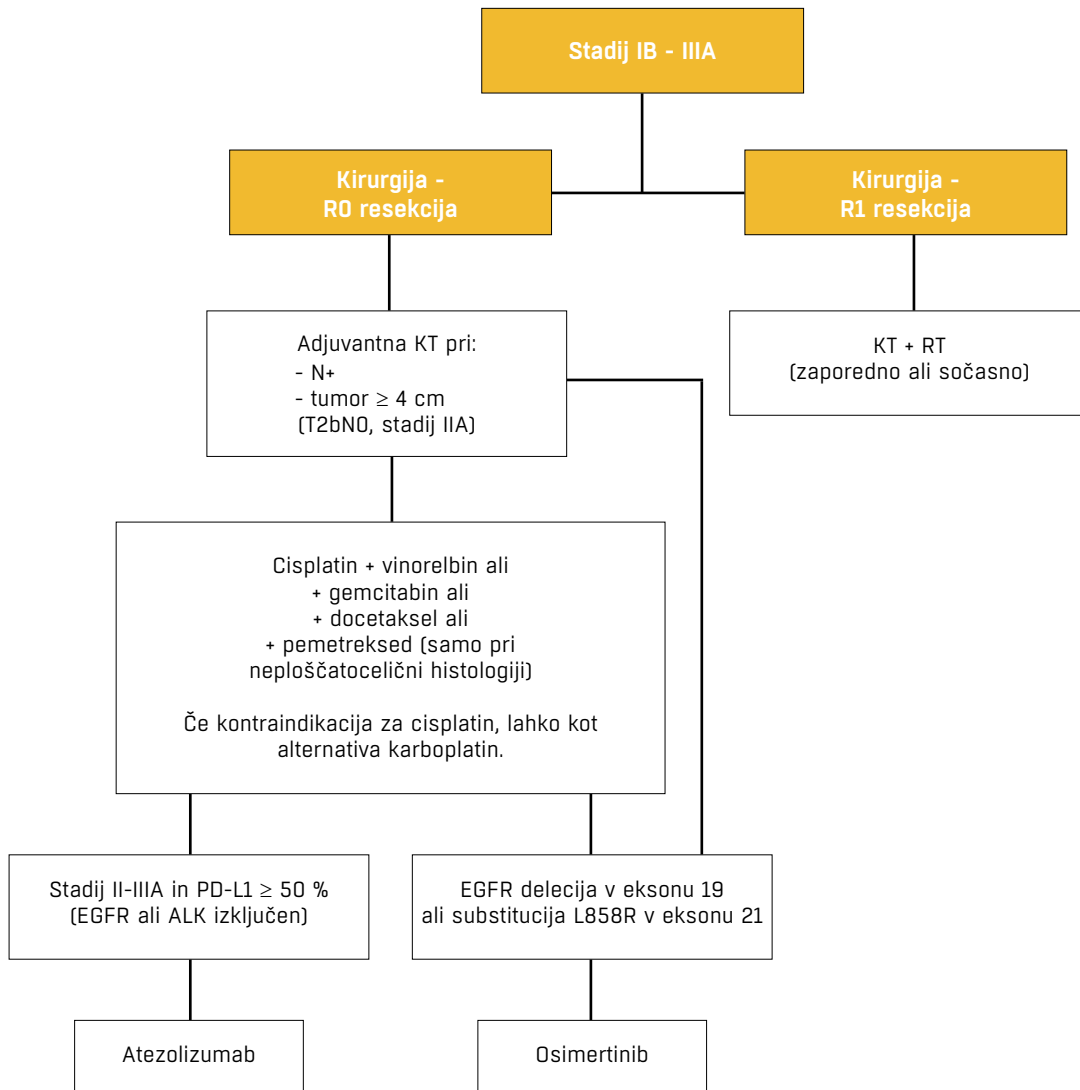 Stadij IB - IIIA
Kirurgija -
R0 resekcija
Kirurgija -
R1 resekcija
Adjuvantna KT pri:
- N+
- tumor ≥ 4 cm
(T2bN0, stadij IIA)
KT + RT
(zaporedno ali sočasno)
Cisplatin + vinorelbin ali
+ gemcitabin ali
+ docetaksel ali
+ pemetreksed (samo pri
neploščatocelični histologiji)
Če kontraindikacija za cisplatin, lahko kot
alternativa karboplatin.
Stadij II-IIIA in PD-L1 ≥ 50 %
(EGFR ali ALK izključen)
EGFR delecija v eksonu 19
ali substitucija L858R v eksonu 21
Atezolizumab
Osimertinib